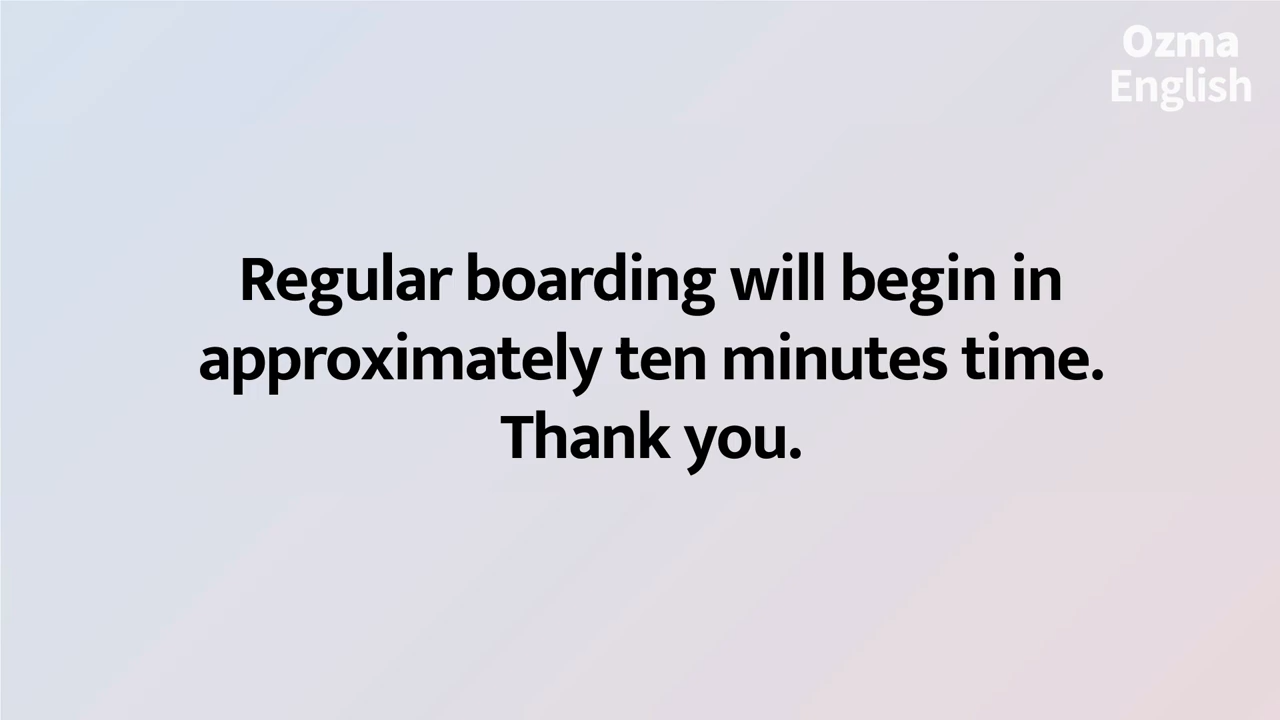 Ozma
English
Regular boarding will begin in
approximately ten minutes time.
Thank you.